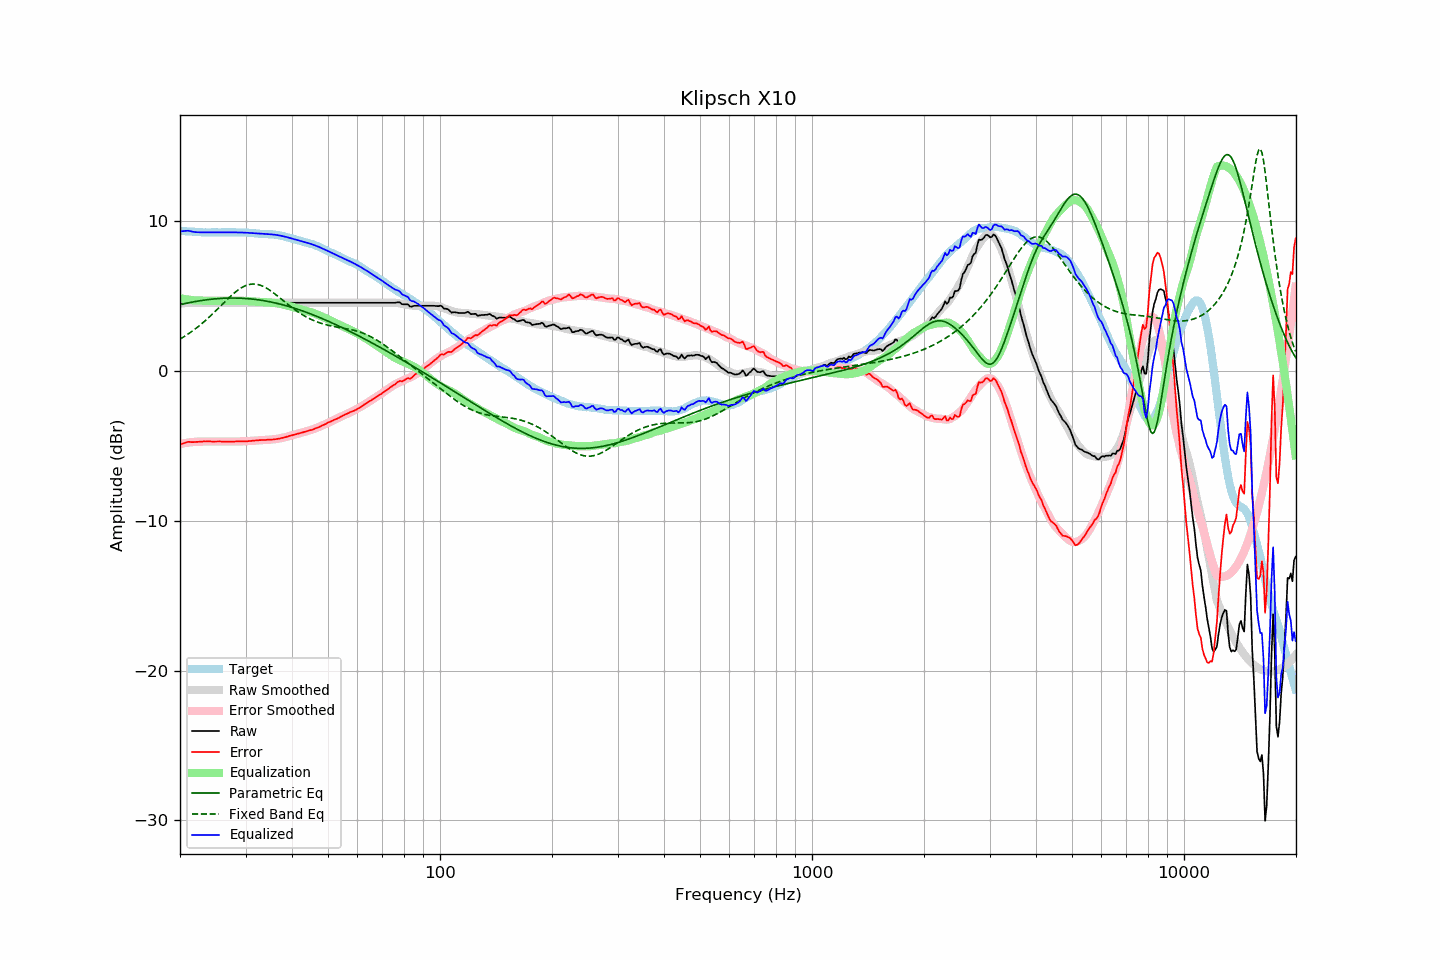 Klipsch X10
10
0
−10
−20
−30
Amplitude (dBr)
Target
Raw Smoothed
Error Smoothed
Raw
Error
Equalization
Parametric Eq
Fixed Band Eq
Equalized
100
1000
10000
Frequency (Hz)